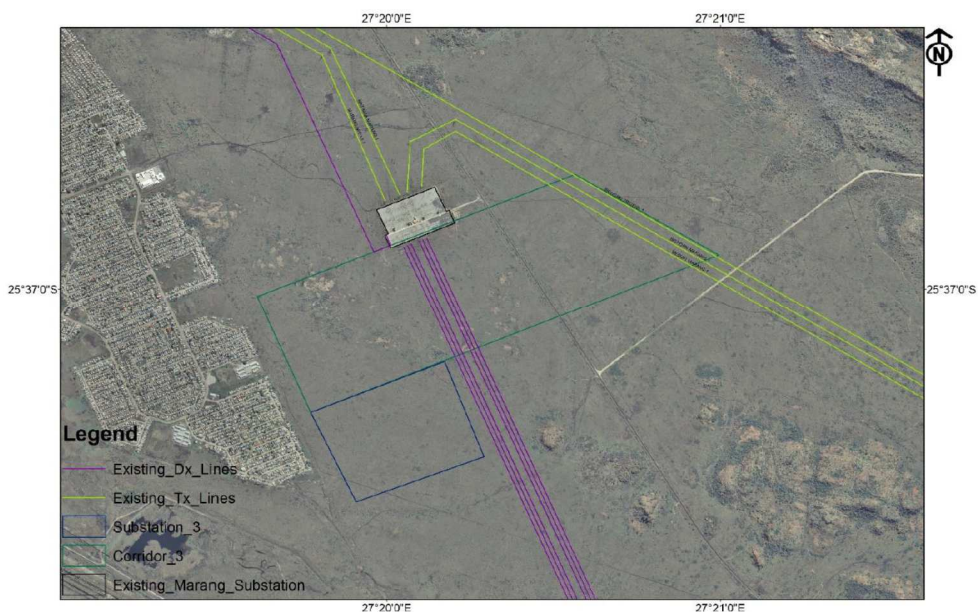 27°20'0"E 27°21'0"E
N
25°37'0"S 25°37'0"S
Legend
Existing_Dx_Lines
Existing_Tx_Lines
Substation_3
Corridor_3
Existing_Marang_Substation
27°20'0"E 27°21'0"E